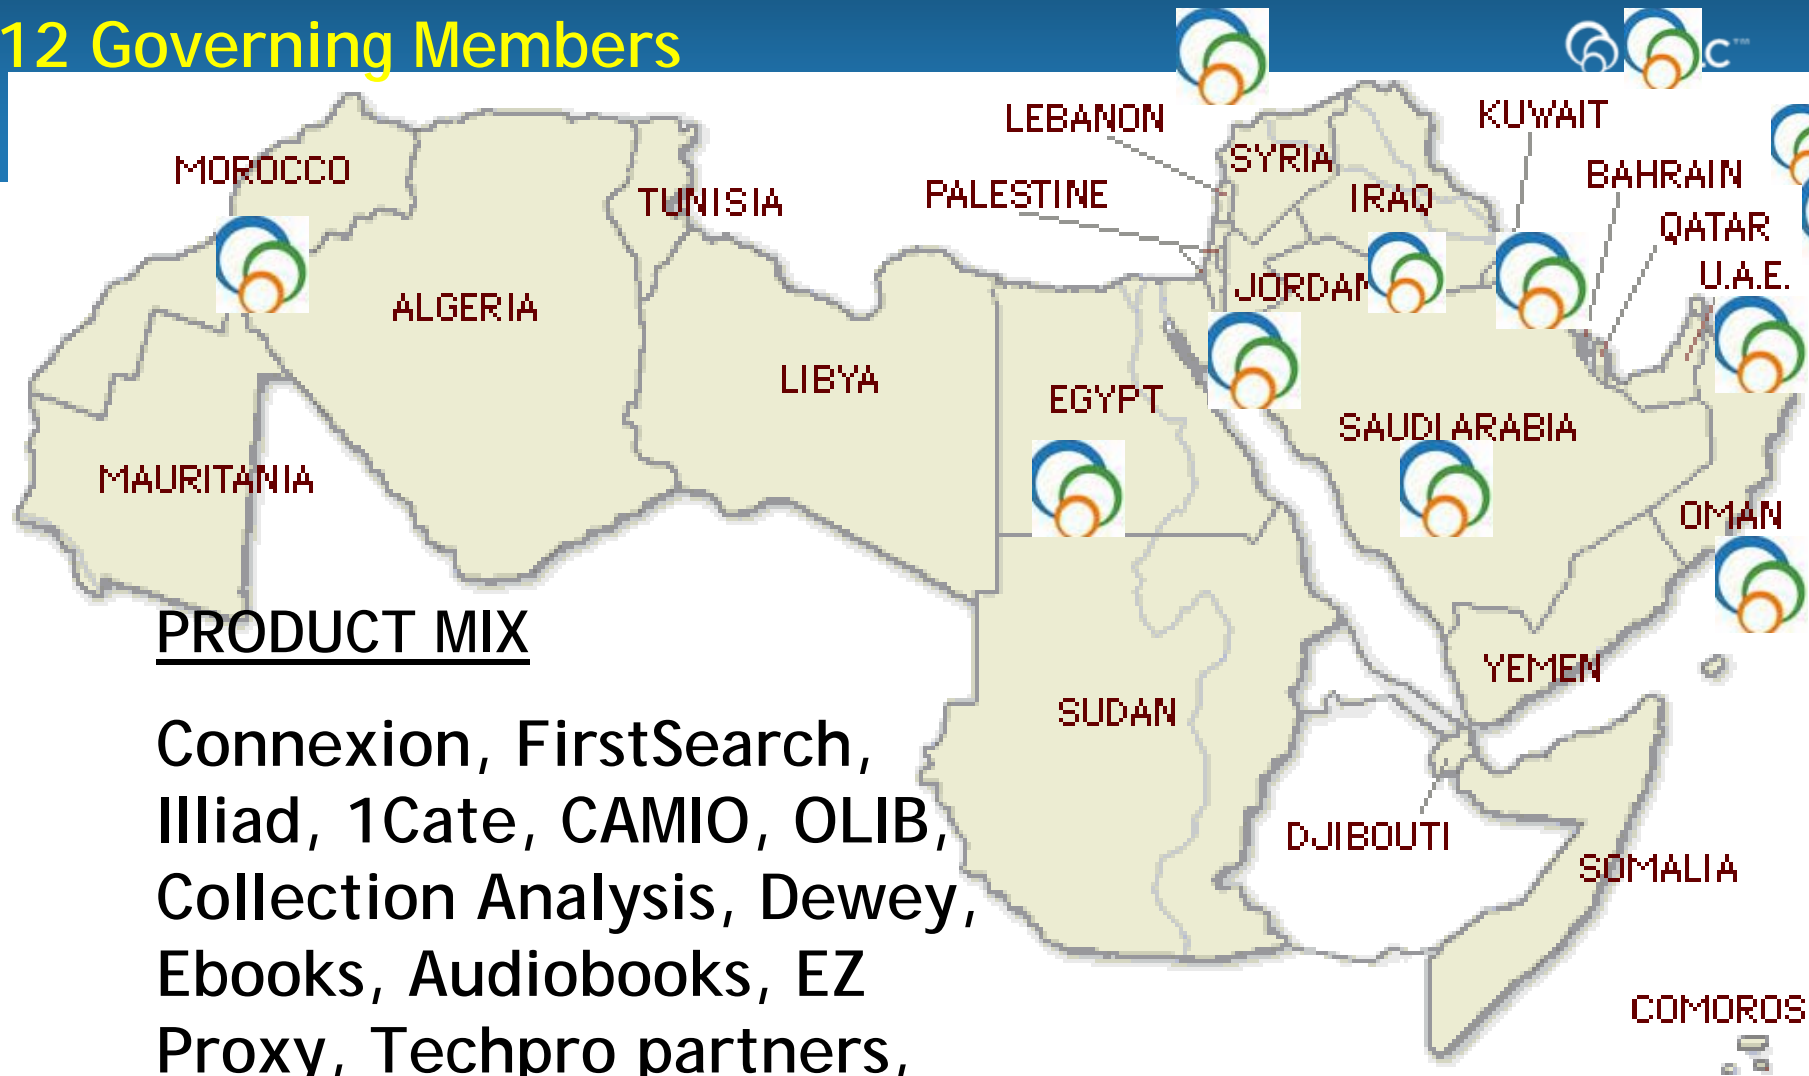 12 Governing Members
C™
LEBANON
KUWAIT
SYRIA
MOROCCO
BAHRAIN
PALESTINE
TUNISIA
IRAQ
QATAR
U.A.E.
JORDAN
ALGERIA
LIBYA
EGYPT
SAUDI ARABIA
MAURITANIA
OMAN
PRODUCT MIX
YEMEN
SUDAN
Connexion, FirstSearch,
Illiad, 1Cate, CAMIO, OLIB,
DJIBOUTI
SOMALIA
Collection Analysis, Dewey,
Ebooks, Audiobooks, EZ
COMOROS
Proxy, Techpro partners,